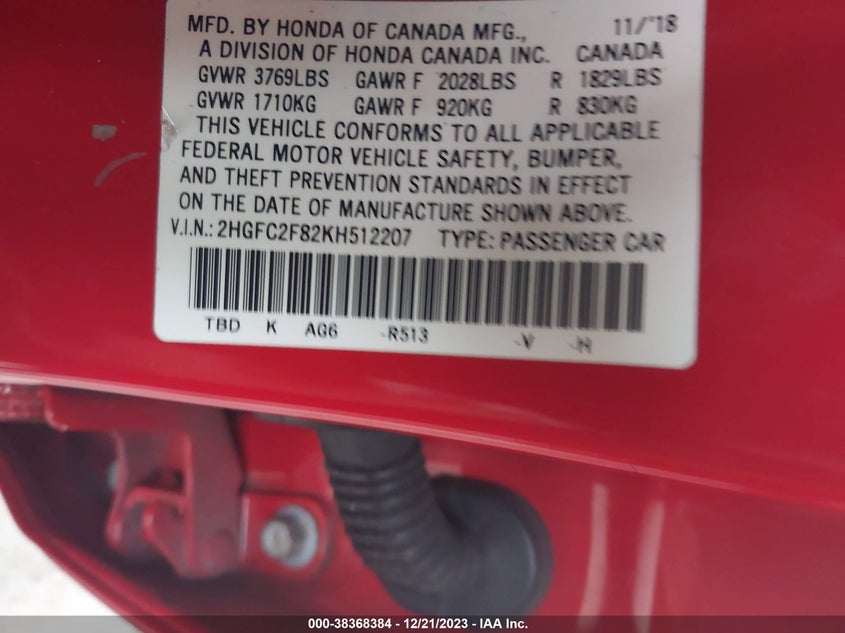 MFD. BY HONDA OF CANADA MFG., 11/'18
A DIVISION OF HONDA CANADA INC. CANADA
GVWR 3769LBS GAWR F 2028LBS R 1829LBS
GVWR 1710KG GAWR F 920KG R 830KG
THIS VEHICLE CONFORMS TO ALL APPLICABLE
FEDERAL MOTOR VEHICLE SAFETY, BUMPER,
AND THEFT PREVENTION STANDARDS IN EFFECT
ON THE DATE OF MANUFACTURE SHOWN ABOVE.
V.I.N.: 2HGFC2F82KH512207 TYPE: PASSENGER CAR
TBD K AG6 -R513 -V -H
000-38368384 - 12/21/2023 - IAA Inc.